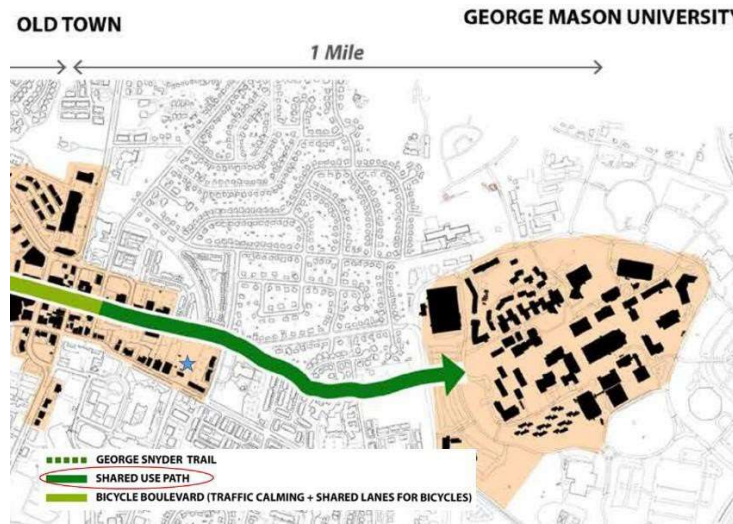 OLD TOWN
GEORGE MASON UNIVERSITY
1 Mile
GEORGE SNYDER TRAIL
SHARED USE PATH
BICYCLE BOULEVARD (TRAFFIC CALMING + SHARED LANES FOR BICYCLES)